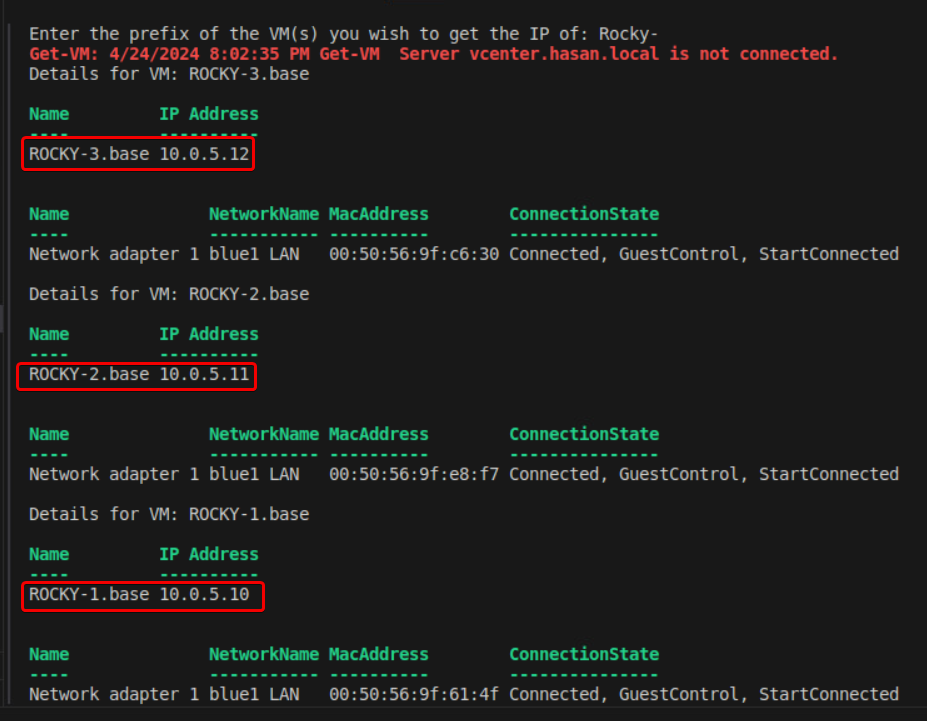 Enter the prefix of the VM(s) you wish to get the IP of: Rocky-
Get-VM: 4/24/2024 8:02:35 PM Get-VM  Server vcenter.hasan.local is not connected.
Details for VM: ROCKY-3.base
Name         IP Address
----         ----------
ROCKY-3.base 10.0.5.12
Name              NetworkName MacAddress        ConnectionState
----              ----------- ----------        ---------------
Network adapter 1 blue1 LAN   00:50:56:9f:c6:30 Connected, GuestControl, StartConnected
Details for VM: ROCKY-2.base
Name         IP Address
----         ----------
ROCKY-2.base 10.0.5.11
Name              NetworkName MacAddress        ConnectionState
----              ----------- ----------        ---------------
Network adapter 1 blue1 LAN   00:50:56:9f:e8:f7 Connected, GuestControl, StartConnected
Details for VM: ROCKY-1.base
Name         IP Address
----         ----------
ROCKY-1.base 10.0.5.10
Name              NetworkName MacAddress        ConnectionState
----              ----------- ----------        ---------------
Network adapter 1 blue1 LAN   00:50:56:9f:61:4f Connected, GuestControl, StartConnected